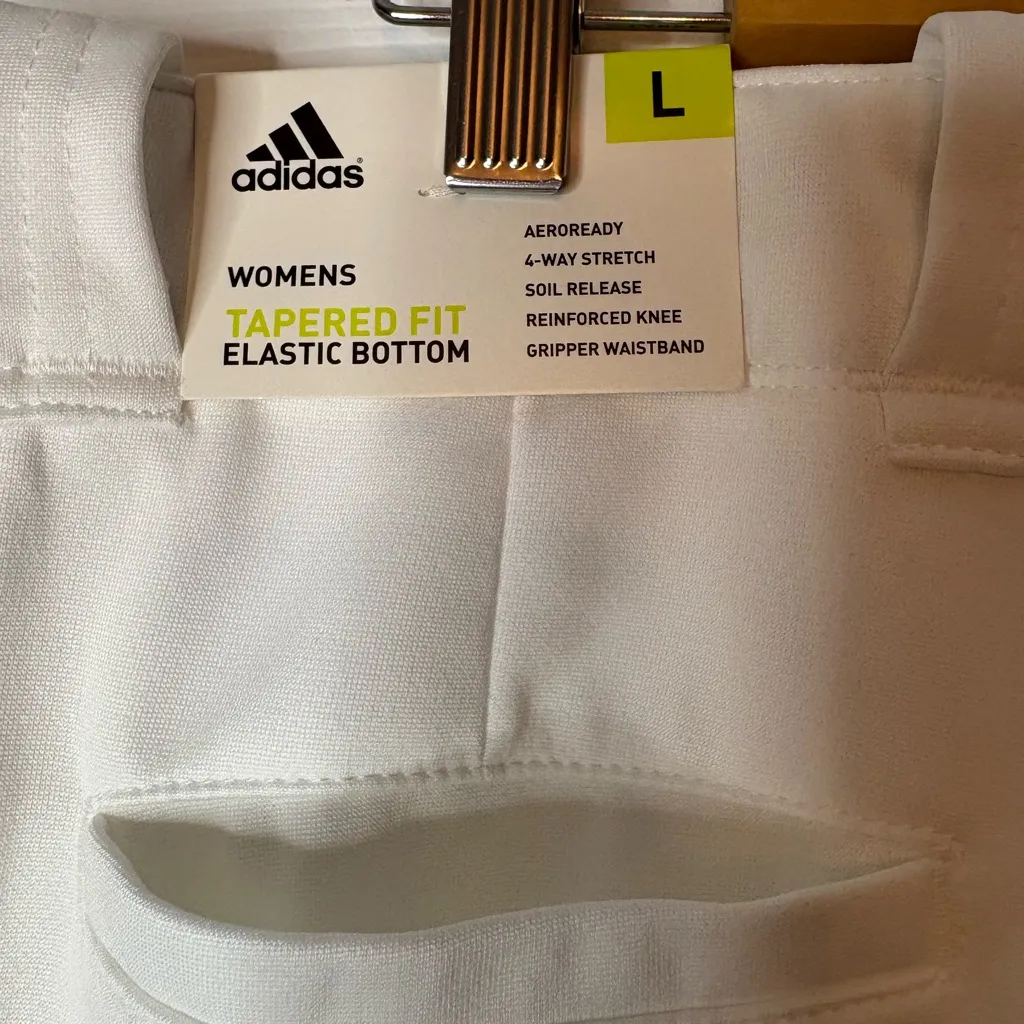 L
adidas®
WOMENS
TAPERED FIT
ELASTIC BOTTOM
AEROREADY
4-WAY STRETCH
SOIL RELEASE
REINFORCED KNEE
GRIPPER WAISTBAND